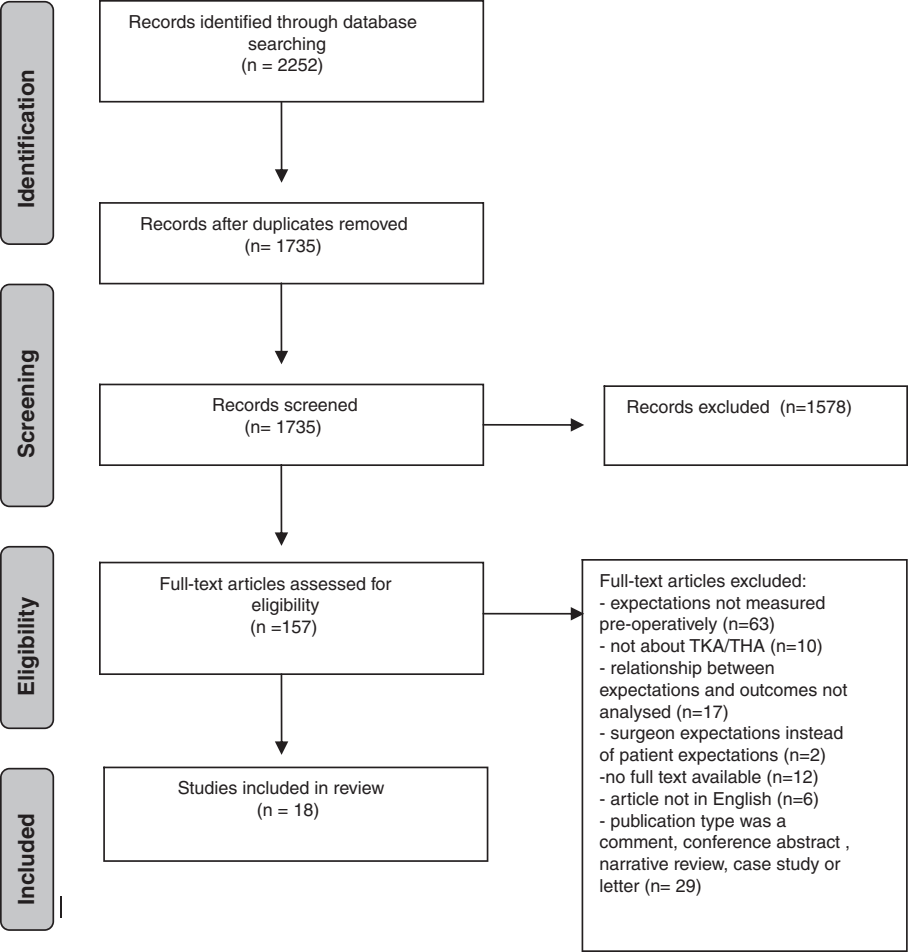 Identification
Records identified through database
searching
(n = 2252)
Records after duplicates removed
(n= 1735)
Screening
Records screened
(n= 1735)
Records excluded (n=1578)
Eligibility
Full-text articles assessed for
eligibility
(n =157)
Full-text articles excluded:
- expectations not measured
pre-operatively (n=63)
- not about TKA/THA (n=10)
- relationship between
expectations and outcomes not
analysed (n=17)
- surgeon expectations instead
of patient expectations (n=2)
-no full text available (n=12)
- article not in English (n=6)
- publication type was a
comment, conference abstract ,
narrative review, case study or
letter (n= 29)
Included
Studies included in review
(n = 18)